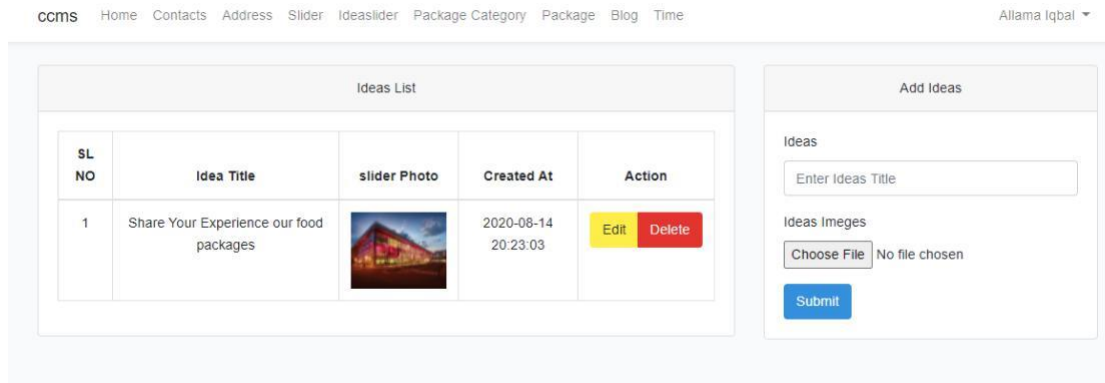 ccms Home Contacts Address Slider Ideaslider Package Category Package Blog Time Allama Iqbal
Ideas List
SL NO Idea Title slider Photo Created At Action
1 Share Your Experience our food packages 2020-08-14 20:23:03 Edit Delete
Add Ideas
Ideas
Enter Ideas Title
Ideas Imeges
Choose File No file chosen
Submit